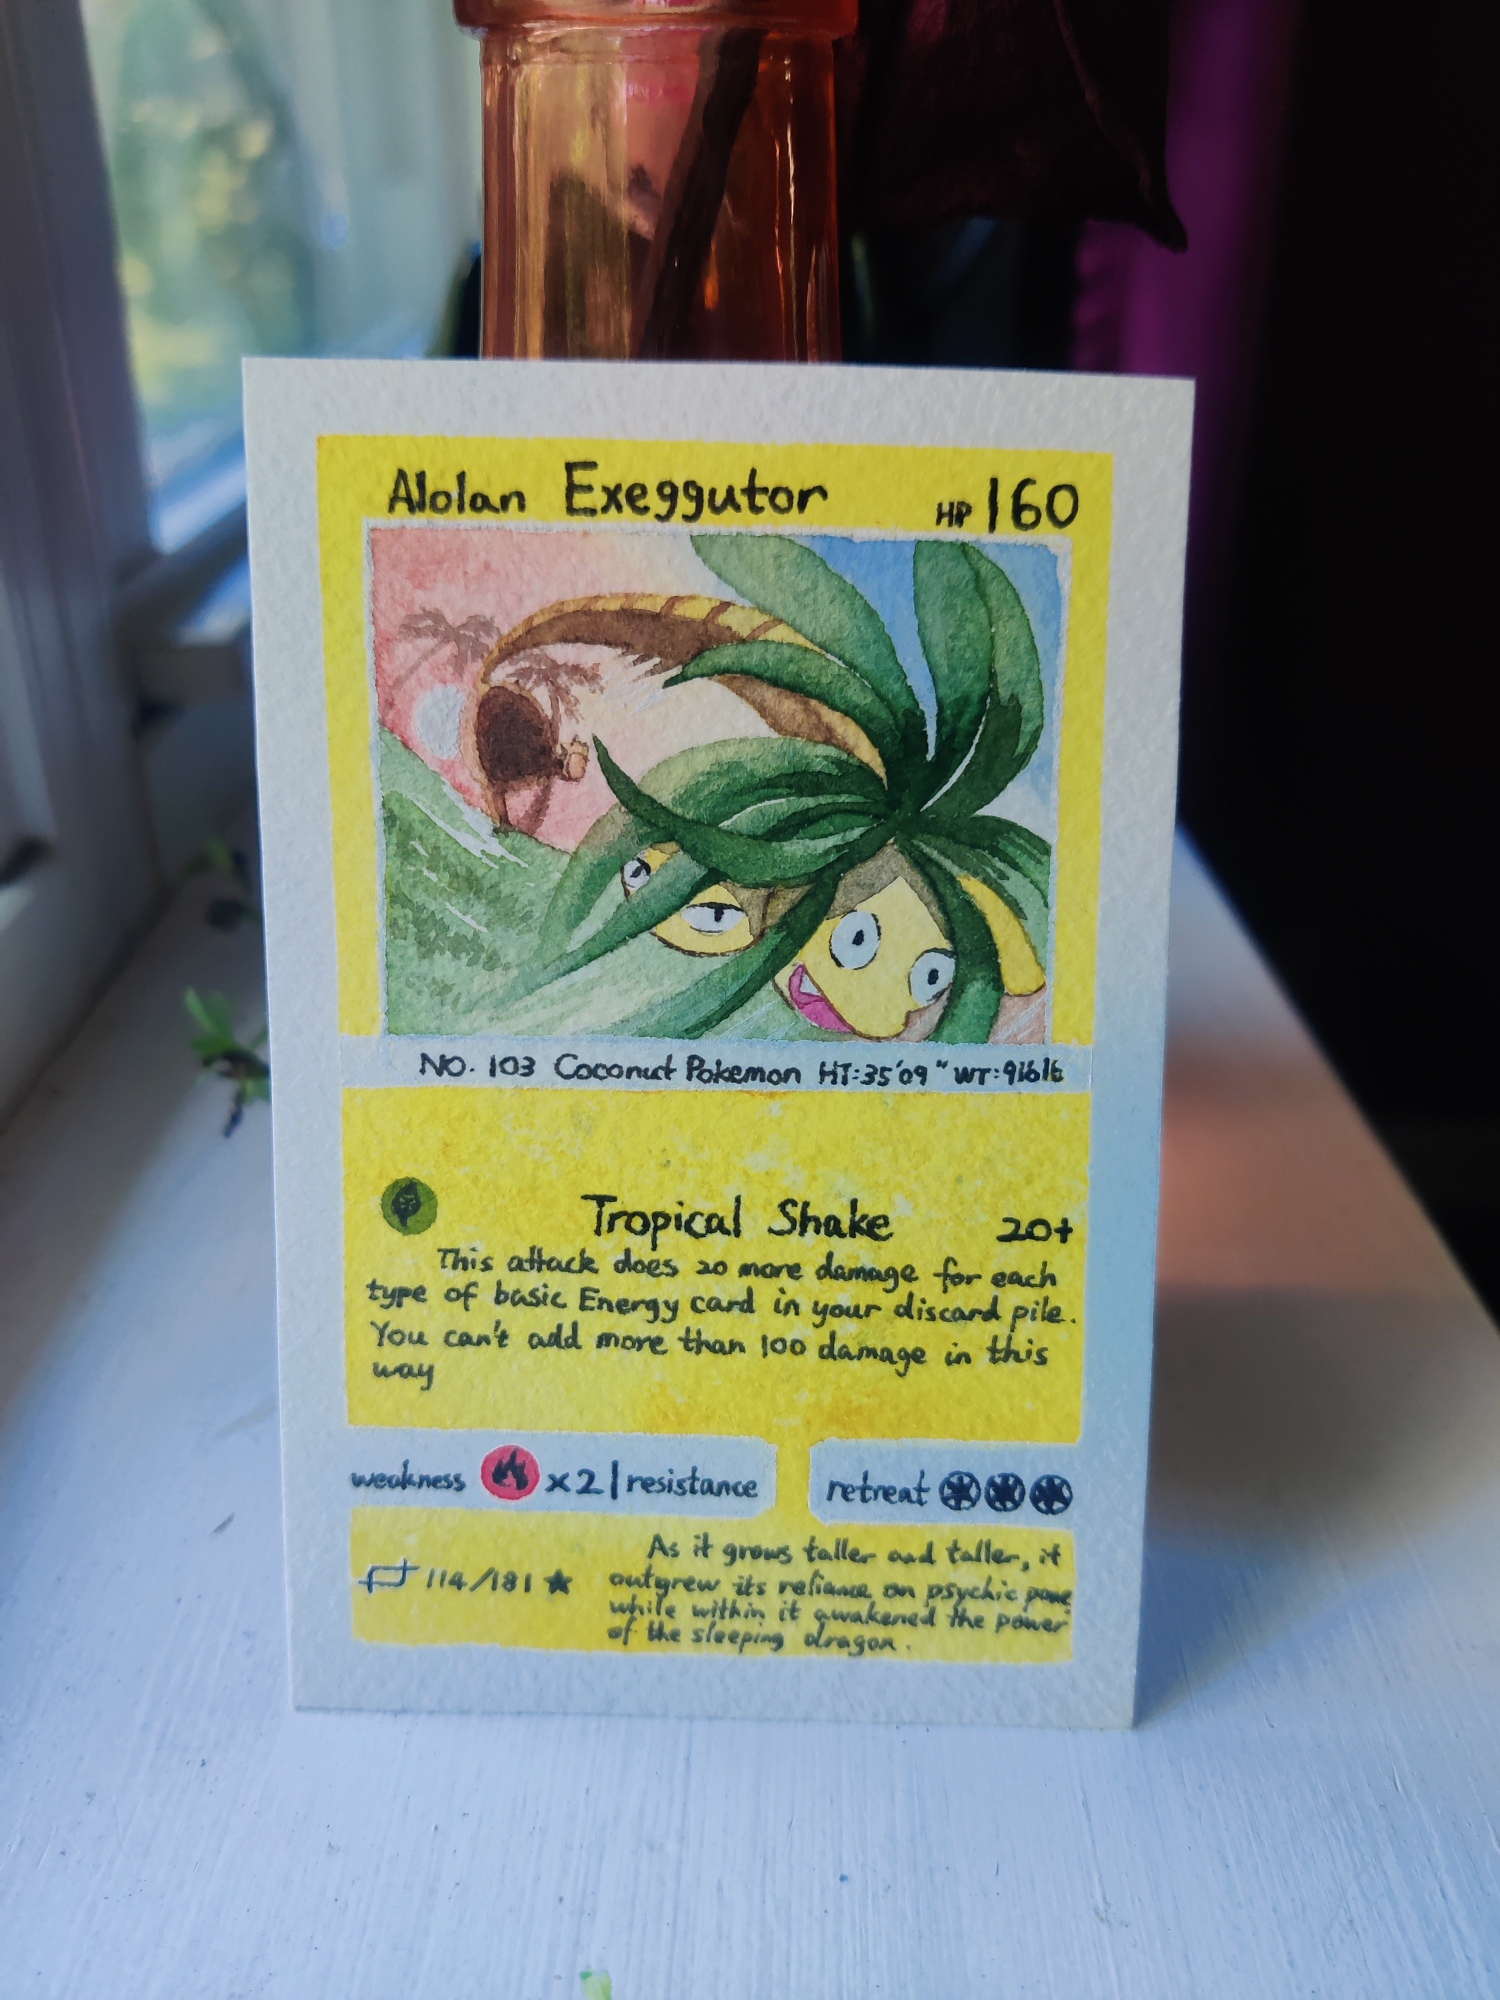 Alolan Exeggutor HP 160
NO. 103 Coconut Pokemon HT:35'09" WT:916lb
Tropical Shake 20+
This attack does 20 more damage for each
type of basic Energy card in your discard pile.
You can't add more than 100 damage in this
way
weakness x2 | resistance
retreat
114/181 ★
As it grows taller and taller, it
outgrew its reliance on psychic
while within it awakened the power
of the sleeping dragon.